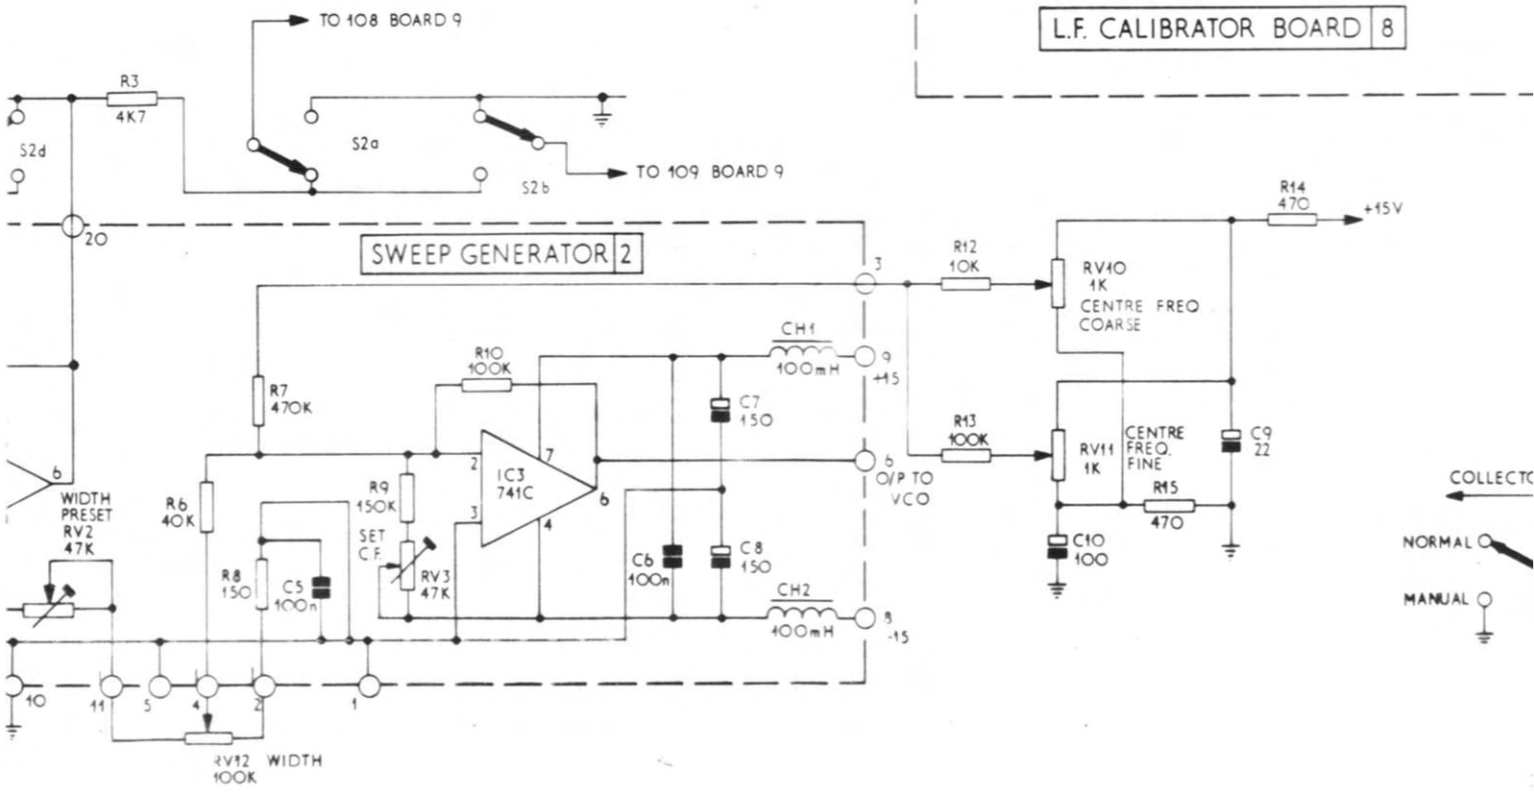 TO 108 BOARD 9
L.F. CALIBRATOR BOARD 8
R3
4K7
S2d
S2a
S2b
TO 109 BOARD 9
20
SWEEP GENERATOR 2
3
R12
10K
RV10
1K
CENTRE FREQ.
COARSE
R14
470
+15V
R7
470K
R10
100K
CH1
100mH
9
+15
C7
150
R13
100K
RV11
1K
CENTRE
FREQ.
FINE
C9
22
6
WIDTH
PRESET
RV2
47K
R6
40K
R9
150K
SET
C.F.
2
3
7
4
6
IC3
741C
6
O/P TO
VCO
R15
470
C10
100
COLLECTO
NORMAL
MANUAL
R8
150
C5
100n
RV3
47K
C6
100n
C8
150
CH2
100mH
8
-15
10
11
5
4
2
1
RV12 WIDTH
100K